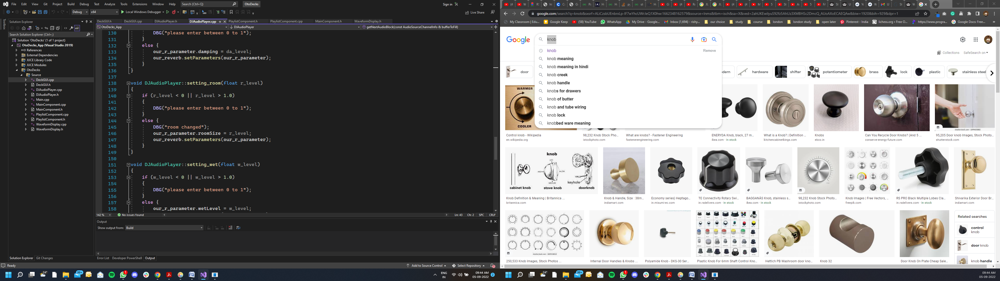 File Edit View Git Project Build Debug Test Analyze Tools Extensions Window Help Search (Ctrl+Q) OtoDecks Sign in
Debug x64 Local Windows Debugger Live Share
Toolbox
Solution Explorer
Search Solution Explorer (Ctrl+;)
Solution 'OtoDecks' (1 of 1 project)
OtoDecks_App (Visual Studio 2019)
References
External Dependencies
JUCE Library Code
JUCE Modules
OtoDecks
Source
DeckGUI.cpp
DeckGUI.h
DJAudioPlayer.cpp
DJAudioPlayer.h
Main.cpp
MainComponent.cpp
MainComponent.h
PlaylistComponent.cpp
PlaylistComponent.h
WaveformDisplay.cpp
WaveformDisplay.h
Solution Explorer Git Changes
DeckGUI.h DeckGUI.cpp DJAudioPlayer.h DJAudioPlayer.cpp PlaylistComponent.h PlaylistComponent.cpp MainComponent.h WaveformDisplay.h
OtoDecks_App DJAudioPlayer getNextAudioBlock(const AudioSourceChannelInfo & bufferToFill)
130 DBG("please enter between 0 to 1");
131 }
132 else {
133 our_r_parameter.damping = da_level;
134 our_reverb.setParameters(our_r_parameter);
135 }
136 }
137
138 void DJAudioPlayer::setting_room(float r_level)
139 {
140 if (r_level < 0 || r_level > 1.0)
141 {
142 DBG("please enter between 0 to 1");
143 }
144 else {
145 DBG("room changed");
146 our_r_parameter.roomSize = r_level;
147 our_reverb.setParameters(our_r_parameter);
148 }
149 }
150
151 void DJAudioPlayer::setting_wet(float w_level)
152 {
153 if (w_level < 0 || w_level > 1.0)
154 {
155 DBG("please enter between 0 to 1");
156 }
157 else {
158 our_r_parameter.wetLevel = w_level;
142 % No issues found Ln: 43 Ch: 2 SPC CRLF
Output
Show output from: Build
Error List Developer PowerShell Output
Ready Add to Source Control Select Repository
24° 99+ 1 ENG IN 09:44 AM 05-09-2022 2
google.com/search?q=knob&sxsrf=ALiCzsbUEnbrxLp-IF7wYhcUWrJeQ1X0hw:1662348162579&source=lnms&tbm=isch&sa=X&ved=2ahUKEwilyuS92fz5AhUz3XMBHSc2DmcQ_AUoAXoECAEQAw&biw=1920&bih=929&dpr=1
My Classroom | Edu... Google Keep (58) YouTube WhatsApp My Drive - Google... Inbox (1,694) - rishy... our choice study course london london study open later Pinterest - India lichess.org • Free O... https://www.progra... Google Docs: Free...
Google
knob
knob Remove
knob meaning
knob meaning in hindi
knob creek
knob handle
knobs for drawers
knob of butter
knob and tube wiring
knob lock
knobbed ware meaning
Collections SafeSearch on
door dern hardware shifter potentiometer brass lock plastic stainless steel
WARMER
COOLER
Control knob - Wikipedia
en.wikipedia.org
98,232 Knob Stock Pho...
istockphoto.com
What are knobs? - Fastener Engineering
fastenerengineering.com
ENERYDA Knob, black, 27 m...
ikea.com · In stock
What is a Knob? | Definition ...
kitchencabinetkings.com
Knobs
ebco.in
Can You Recycle Door Knobs? (And 5 ...
conserve-energy-future.com
95,205 Door knob Images, Stock Photo...
shutterstock.com
knob
OFF
HIGH LOW
MEDIUM
keyhole
cabinet knob stove knob doorknob
Knob Definition & Meaning | Britannica ...
britannica.com
Knob & Handle, Size : 38m...
indiamart.com
Economy series) Heptago...
in.misumi-ec.com
TE Connectivity Rotary Swi...
in.rsdelivers.com · In stock
BAGGANÄS Knob, stainless s...
ikea.com · In stock
98,232 Knob Stock Photo...
istockphoto.com
Knob Images | Free Vectors, ...
freepik.com
RS PRO Black Multiple Lobes Cla...
in.rsdelivers.com · In stock
Shivarika Exterior Door Br...
indiamart.com
250,533 Knob Images, Stock Photos ...
Internal Door Handles & Knobs ...
Polyamide Knob - DKS-30 Ser...
Plastic Knob For 6mm Shaft Control Kno...
Hettich PB Washroom door kno...
Knob 32
Door Knob On Plate Cheap Sale...
Related searches
control knob
door knob
knob handle
24° 99+ 1 09:44 AM 05-09-2022